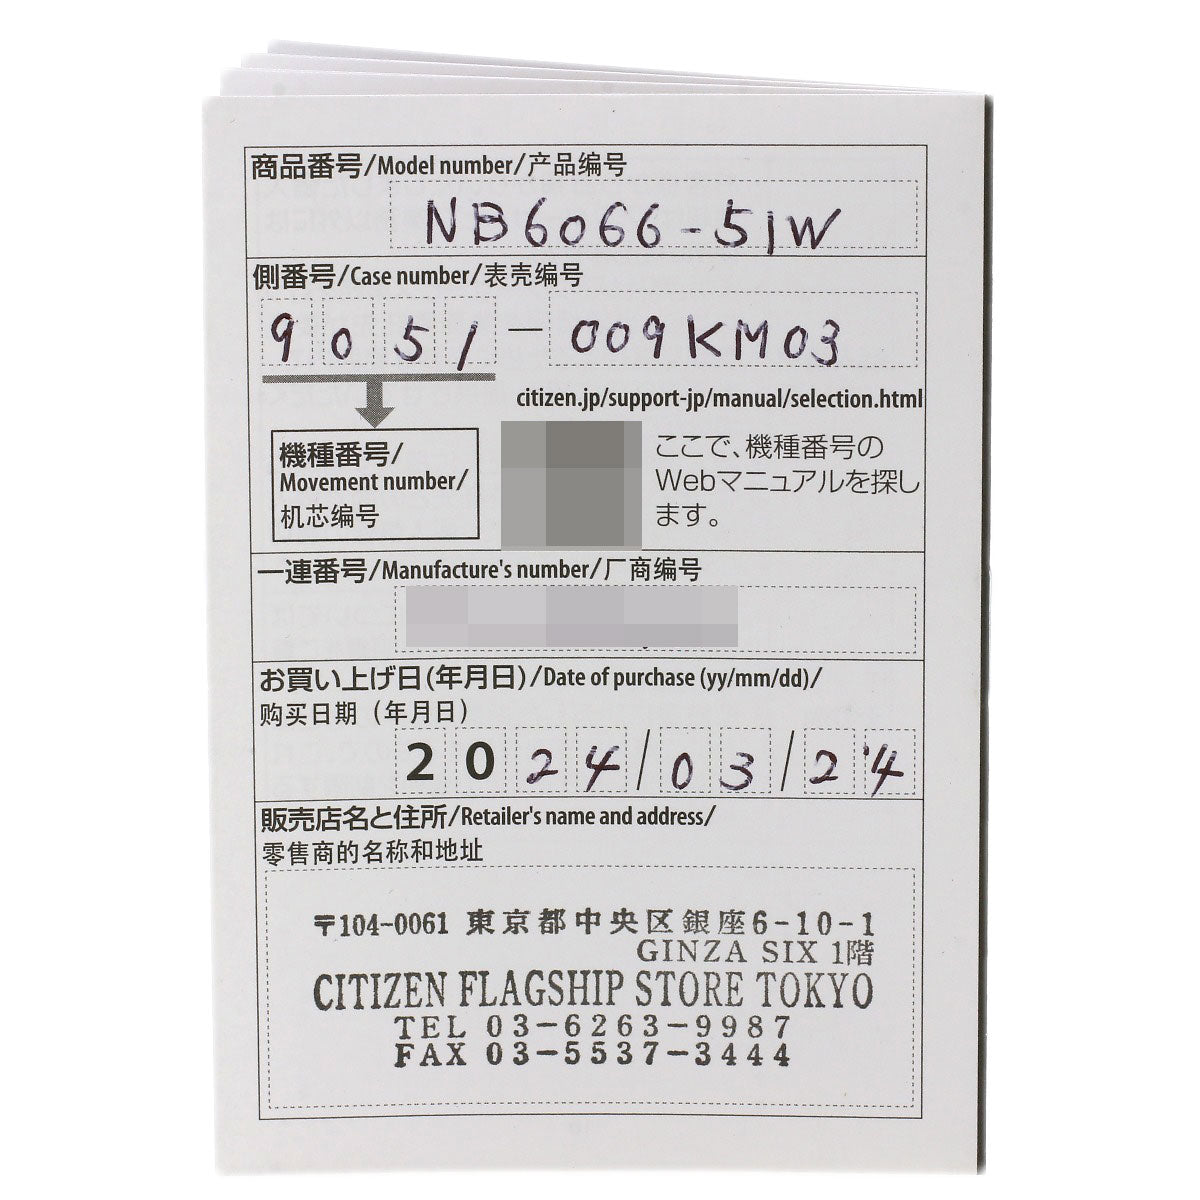 商品番号/Model number/产品编号
NB6066-51W
側番号/Case number/表壳编号
9051-009KM03
citizen.jp/support-jp/manual/selection.html
機種番号/
Movement number/
机芯编号
ここで、機種番号の
Webマニュアルを探し
ます。
一連番号/Manufacture's number/厂商编号
お買い上げ日(年月日)/Date of purchase (yy/mm/dd)/
购买日期（年月日）
2024/03/24
販売店名と住所/Retailer's name and address/
零售商的名称和地址
〒104-0061 東京都中央区銀座6-10-1
GINZA SIX 1階
CITIZEN FLAGSHIP STORE TOKYO
TEL 03-6263-9987
FAX 03-5537-3444